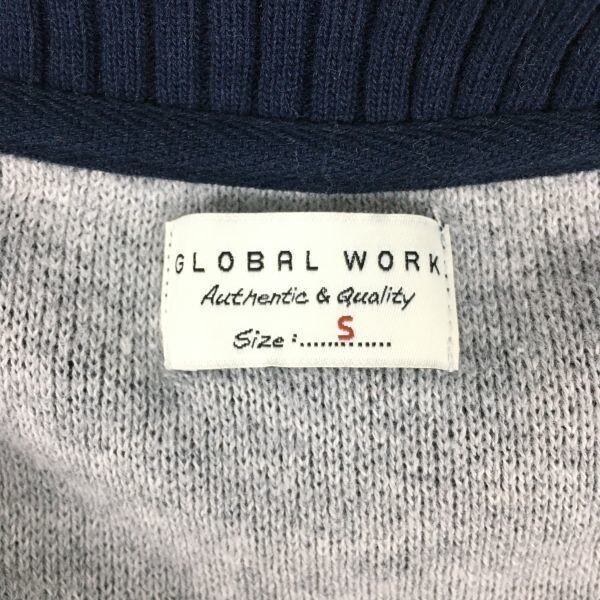 GLOBAL WORK
Authentic & Quality
Size:.......S.......